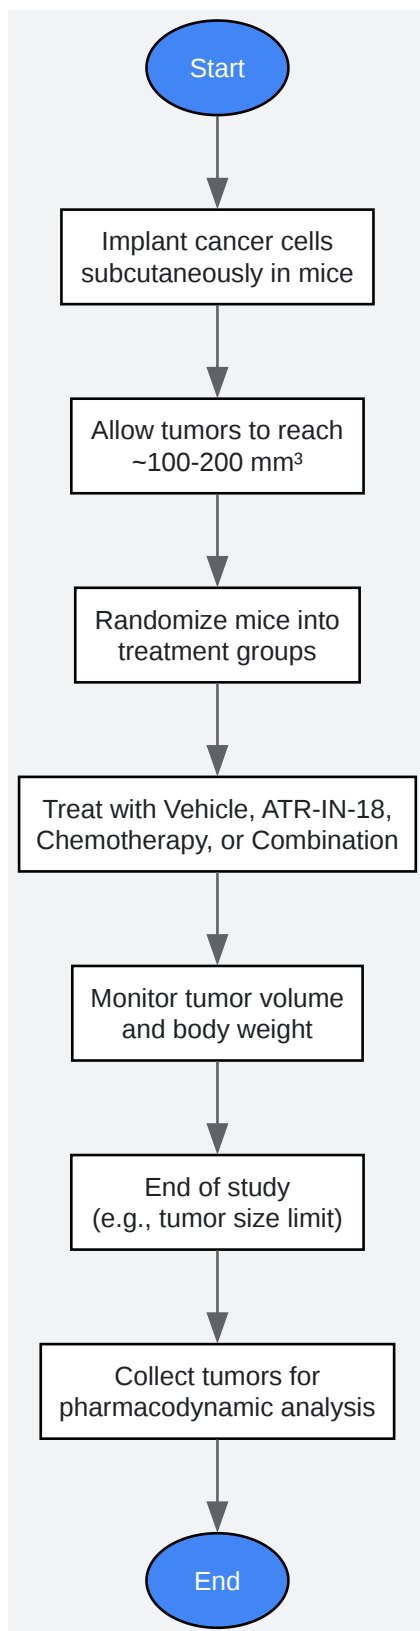 Start
Implant cancer cells
subcutaneously in mice
Allow tumors to reach
~100-200 mm³
Randomize mice into
treatment groups
Treat with Vehicle, ATR-IN-18,
Chemotherapy, or Combination
Monitor tumor volume
and body weight
End of study
(e.g., tumor size limit)
Collect tumors for
pharmacodynamic analysis
End